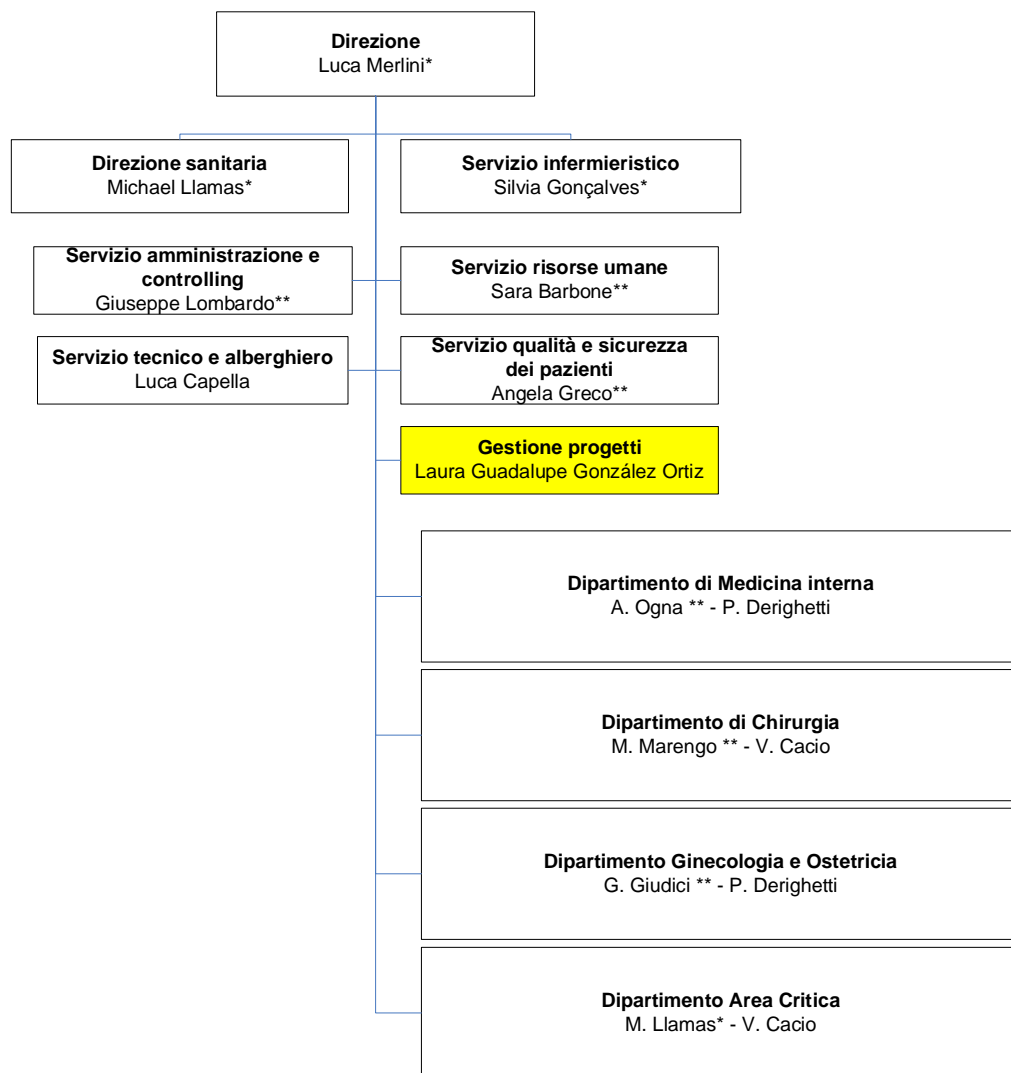 Direzione
Luca Merlini*
Direzione sanitaria
Michael Llamas*
Servizio infermieristico
Silvia Gonçalves*
Servizio amministrazione e
controlling
Giuseppe Lombardo**
Servizio risorse umane
Sara Barbone**
Servizio tecnico e alberghiero
Luca Capella
Servizio qualità e sicurezza
dei pazienti
Angela Greco**
Gestione progetti
Laura Guadalupe González Ortiz
Dipartimento di Medicina interna
A. Ogna ** - P. Derighetti
Dipartimento di Chirurgia
M. Marengo ** - V. Cacio
Dipartimento Ginecologia e Ostetricia
G. Giudici ** - P. Derighetti
Dipartimento Area Critica
M. Llamas* - V. Cacio